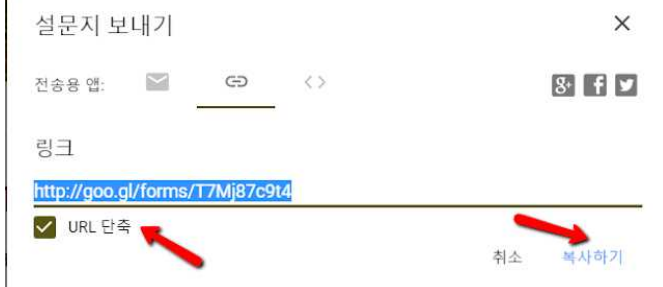 설문지 보내기
전송용 앱:
링크
http://goo.gl/forms/T7Mj87c9t4
URL 단축
취소 복사하기